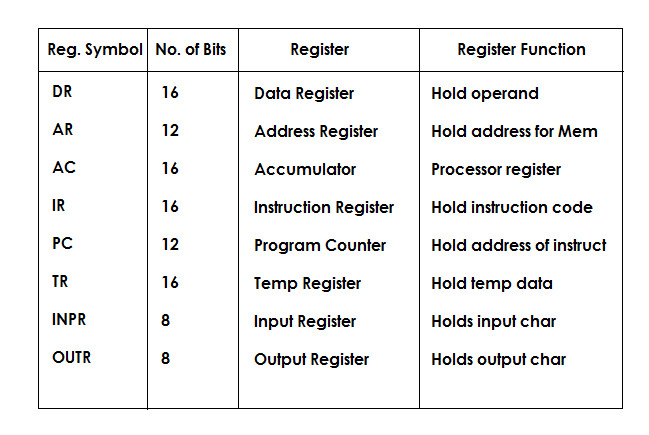 Reg. Symbol No. of Bits Register Register Function
DR 16 Data Register Hold operand
AR 12 Address Register Hold address for Mem
AC 16 Accumulator Processor register
IR 16 Instruction Register Hold instruction code
PC 12 Program Counter Hold address of instruct
TR 16 Temp Register Hold temp data
INPR 8 Input Register Holds input char
OUTR 8 Output Register Holds output char